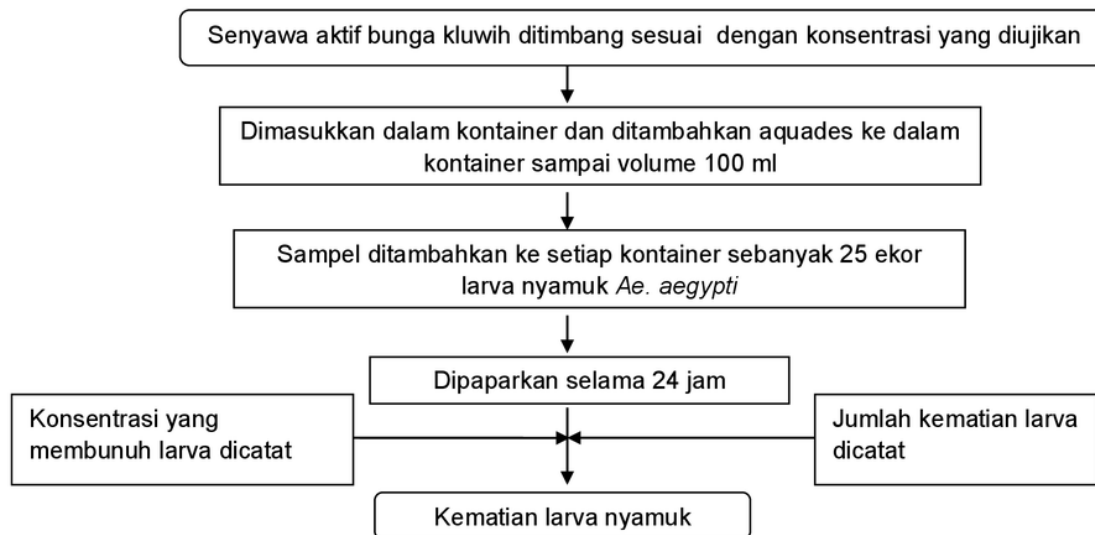 Senyawa aktif bunga kluwih ditimbang sesuai dengan konsentrasi yang diujikan
Dimasukkan dalam kontainer dan ditambahkan aquades ke dalam
kontainer sampai volume 100 ml
Sampel ditambahkan ke setiap kontainer sebanyak 25 ekor
larva nyamuk Ae. aegypti
Dipaparkan selama 24 jam
Konsentrasi yang
membunuh larva dicatat
Jumlah kematian larva
dicatat
Kematian larva nyamuk